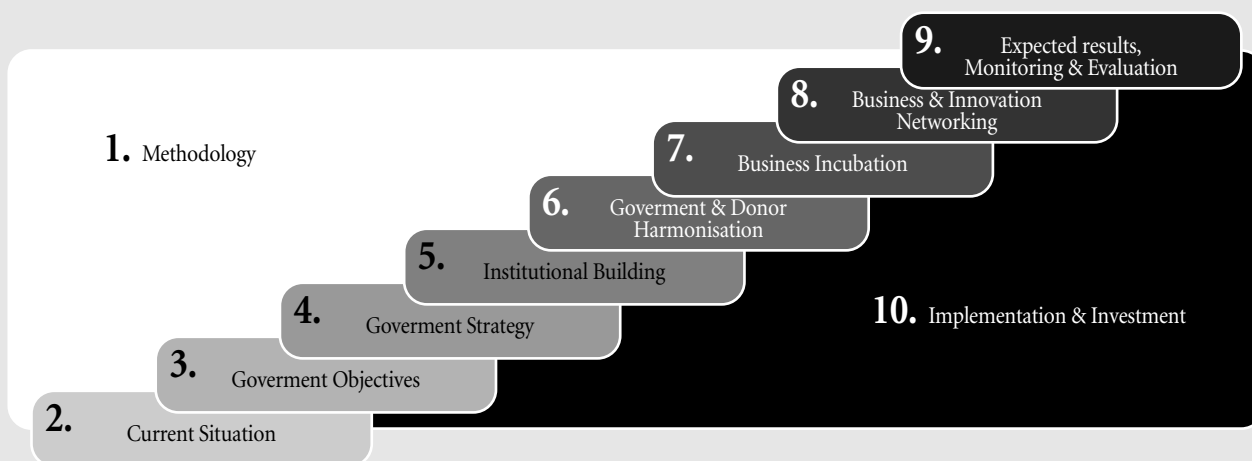 1. Methodology
2. Current Situation
3. Goverment Objectives
4. Goverment Strategy
5. Institutional Building
6. Goverment & Donor
Harmonisation
7. Business Incubation
8. Business & Innovation
Networking
9. Expected results,
Monitoring & Evaluation
10. Implementation & Investment